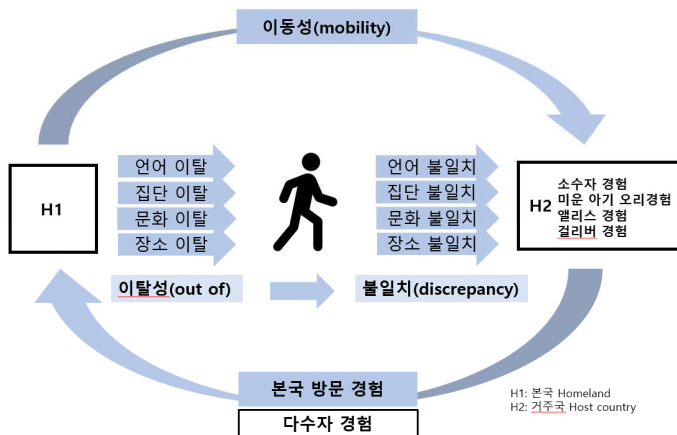 이동성(mobility)
H1
언어 이탈
집단 이탈
문화 이탈
장소 이탈
언어 불일치
집단 불일치
문화 불일치
장소 불일치
H2
소수자 경험
미운 아기 오리경험
앨리스 경험
걸리버 경험
이탈성(out of)
불일치(discrepancy)
본국 방문 경험
다수자 경험
H1: 본국 Homeland
H2: 거주국 Host country